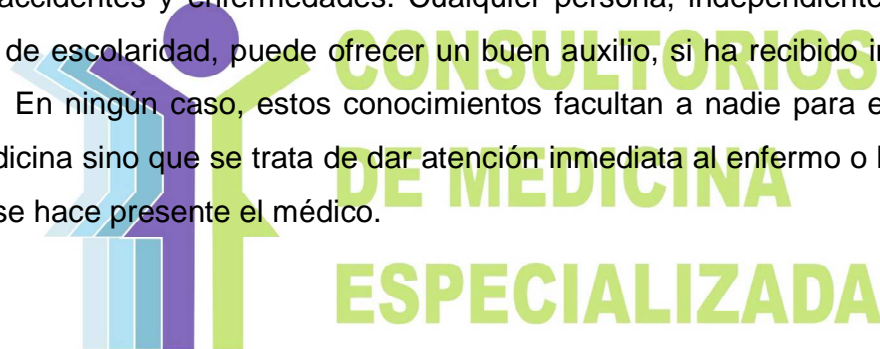 accidentes y enfermedades. Cualquier persona, independiente
de escolaridad, puede ofrecer un buen auxilio, si ha recibido
CONSULTORIOS
En ningún caso, estos conocimientos facultan a nadie para
dicina sino que se trata de dar atención inmediata al enfermo o
DE MEDICINA
se hace presente el médico.
ESPECIALIZADA